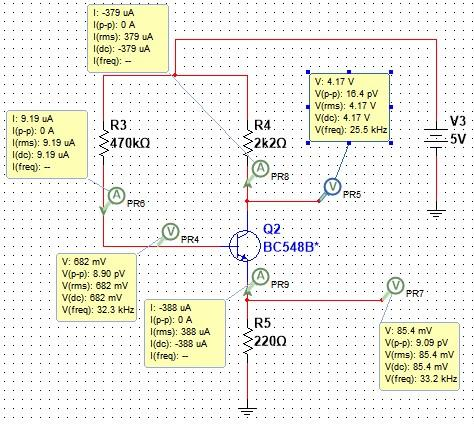 I: -379 uA
I(p-p): 0 A
I(rms): 379 uA
I(dc): -379 uA
I(freq): --
V: 4.17 V
V(p-p): 16.4 pV
V(rms): 4.17 V
V(dc): 4.17 V
V(freq): 25.5 kHz
I: 9.19 uA
I(p-p): 0 A
I(rms): 9.19 uA
I(dc): 9.19 uA
I(freq): --
R3
470kΩ
R4
2k2Ω
V3
5V
A
PR8
A
PR6
V
PR5
V
PR4
Q2
BC548B*
V: 682 mV
V(p-p): 8.90 pV
V(rms): 682 mV
V(dc): 682 mV
V(freq): 32.3 kHz
A
PR9
V
PR7
I: -388 uA
I(p-p): 0 A
I(rms): 388 uA
I(dc): -388 uA
I(freq): --
R5
220Ω
V: 85.4 mV
V(p-p): 9.09 pV
V(rms): 85.4 mV
V(dc): 85.4 mV
V(freq): 33.2 kHz